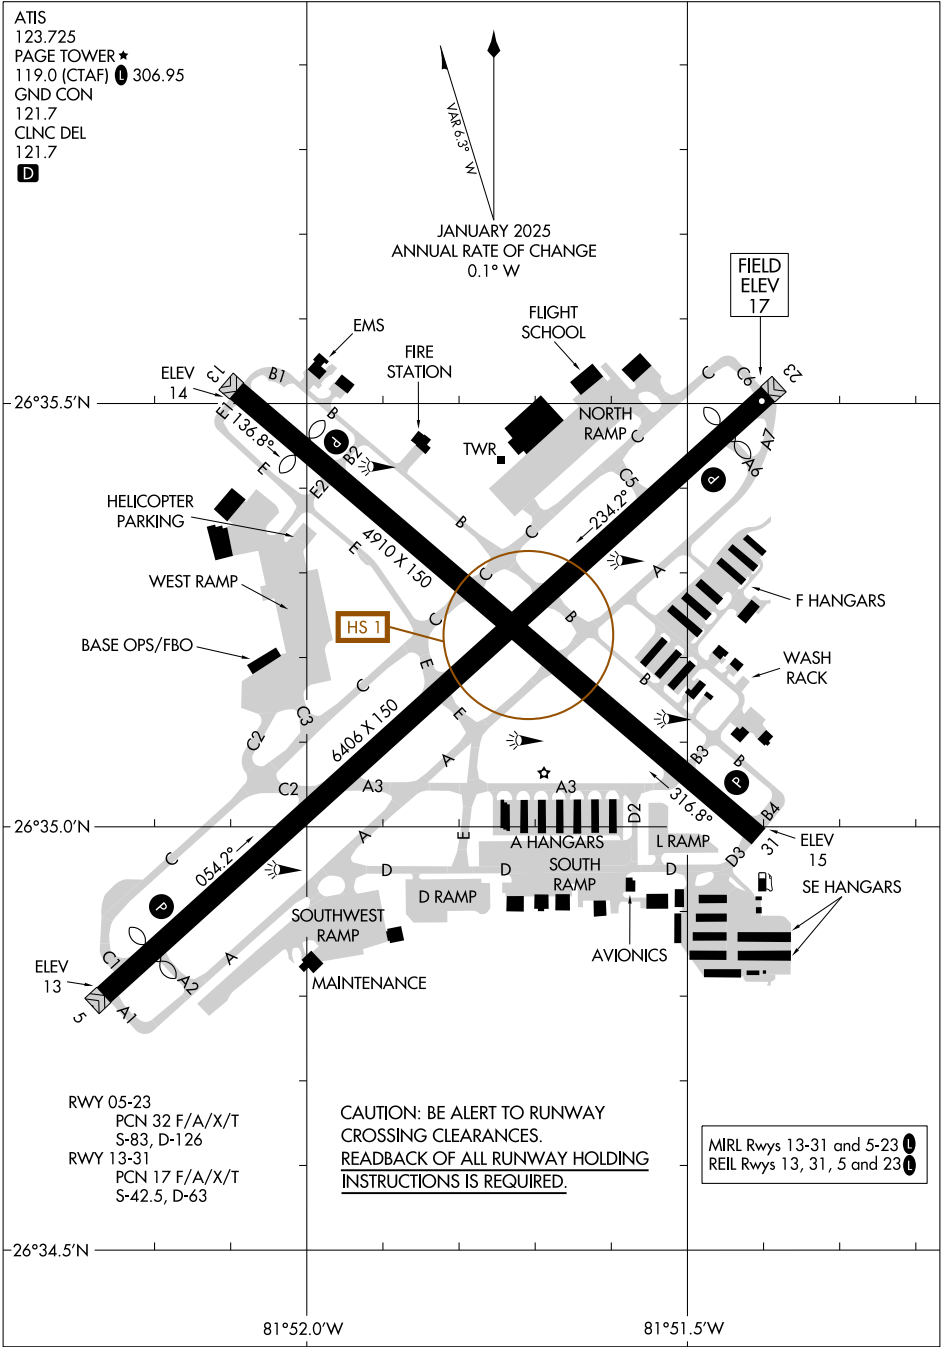 ATIS
123.725
PAGE TOWER ★
119.0 (CTAF) L 306.95
GND CON
121.7
CLNC DEL
121.7
D
VAR 6.3° W
JANUARY 2025
ANNUAL RATE OF CHANGE
0.1° W
FIELD
ELEV
17
FLIGHT
SCHOOL
EMS
FIRE
STATION
ELEV
14
13
B1
B
C
C6
23
26°35.5'N
E1
136.8°
P
B2
NORTH
RAMP
C
A7
TWR
E
E2
C5
A6
P
HELICOPTER
PARKING
B
C
234.2°
E
4910 X 150
WEST RAMP
C
A
F HANGARS
HS 1
C
B
BASE OPS/FBO
E
WASH
RACK
C
B
C3
E
C2
6406 X 150
A
B3
B
C2
A3
A3
316.8°
P
D2
B4
26°35.0'N
A
E
A HANGARS
L RAMP
31
ELEV
15
C
054.2°
D
D
SOUTH
RAMP
D
D3
SE HANGARS
P
D RAMP
SOUTHWEST
RAMP
AVIONICS
C1
A
A2
ELEV
13
MAINTENANCE
5
A1
RWY 05-23
PCN 32 F/A/X/T
S-83, D-126
RWY 13-31
PCN 17 F/A/X/T
S-42.5, D-63
CAUTION: BE ALERT TO RUNWAY
CROSSING CLEARANCES.
READBACK OF ALL RUNWAY HOLDING
INSTRUCTIONS IS REQUIRED.
MIRL Rwys 13-31 and 5-23 L
REIL Rwys 13, 31, 5 and 23 L
26°34.5'N
81°52.0'W
81°51.5'W